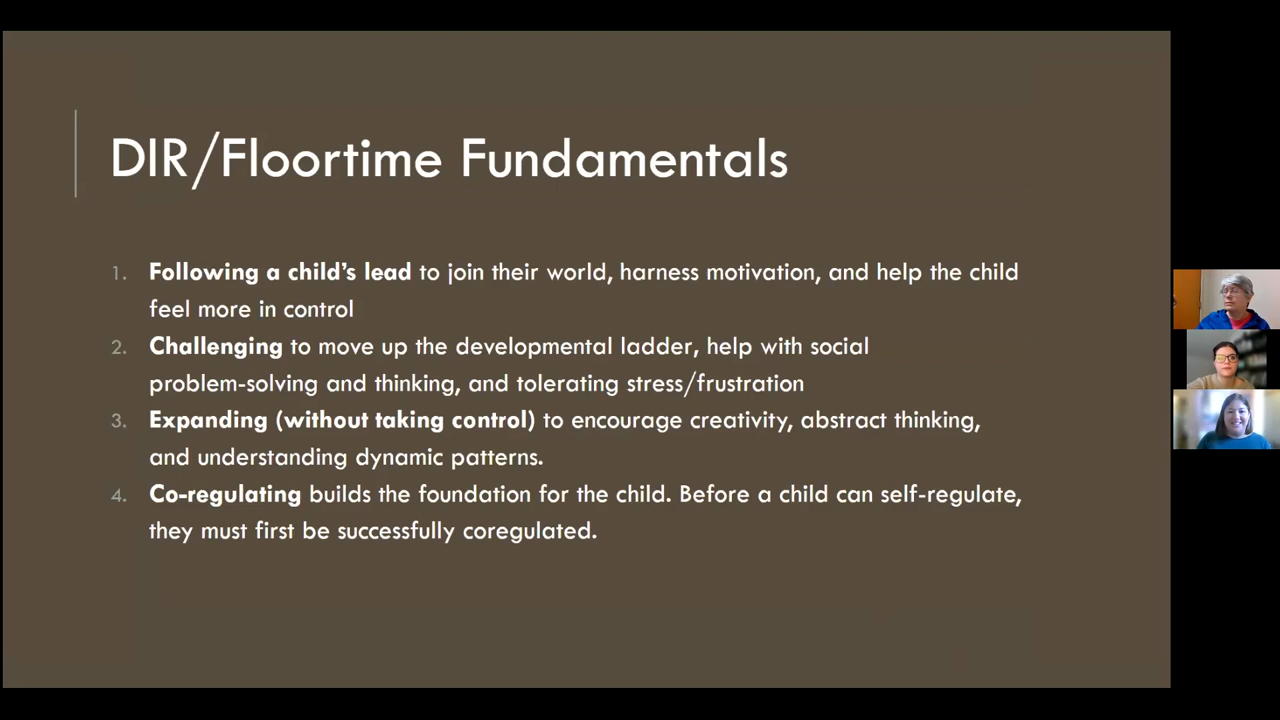 DIR/Floortime Fundamentals
1. Following a child's lead to join their world, harness motivation, and help the child
feel more in control
2. Challenging to move up the developmental ladder, help with social
problem-solving and thinking, and tolerating stress/frustration
3. Expanding (without taking control) to encourage creativity, abstract thinking,
and understanding dynamic patterns.
4. Co-regulating builds the foundation for the child. Before a child can self-regulate,
they must first be successfully coregulated.